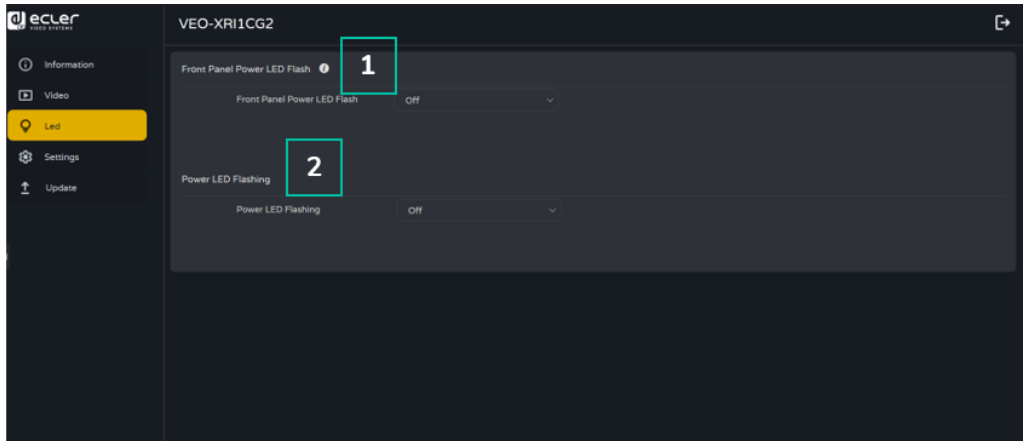 ecler
VIDEO SYSTEMS
VEO-XRI1CG2
Information
Video
Led
Settings
Update
Front Panel Power LED Flash
1
Front Panel Power LED Flash Off
2
Power LED Flashing
Power LED Flashing Off